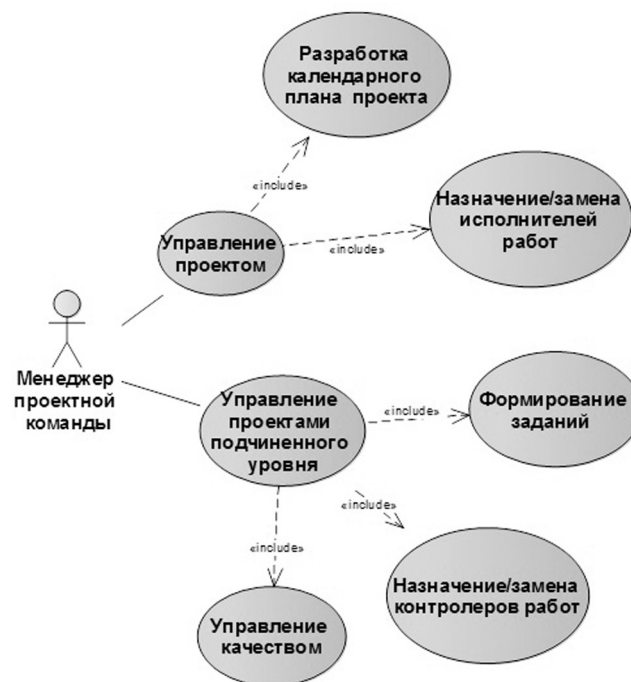 Разработка
календарного
плана проекта
«include»
Назначение/замена
исполнителей
работ
Управление
проектом
«include»
Менеджер
проектной
команды
Управление
проектами
подчиненного
уровня
«include»
Формирование
заданий
«include»
«include»
Назначение/замена
контролеров работ
Управление
качеством